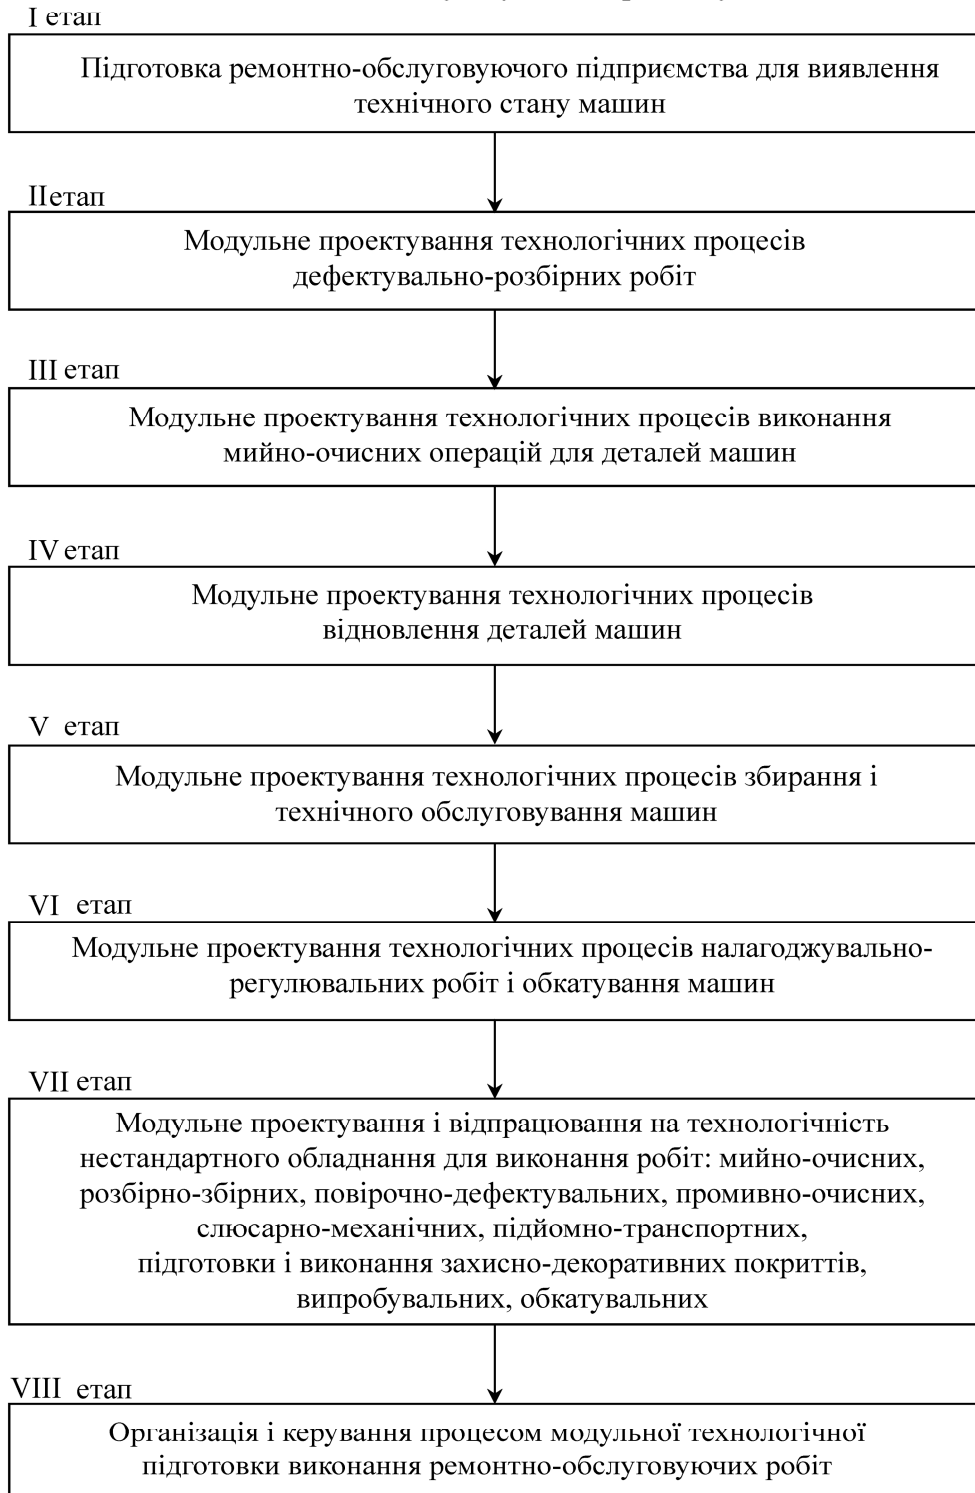 І етап
Підготовка ремонтно-обслуговуючого підприємства для виявлення
технічного стану машин
ІІетап
Модульне проектування технологічних процесів
дефектувально-розбірних робіт
ІІІ етап
Модульне проектування технологічних процесів виконання
мийно-очисних операцій для деталей машин
IV етап
Модульне проектування технологічних процесів
відновлення деталей машин
V етап
Модульне проектування технологічних процесів збирання і
технічного обслуговування машин
VI етап
Модульне проектування технологічних процесів налагоджувально-
регулювальних робіт і обкатування машин
VII етап
Модульне проектування і відпрацювання на технологічність
нестандартного обладнання для виконання робіт: мийно-очисних,
розбірно-збірних, повірочно-дефектувальних, промивно-очисних,
слюсарно-механічних, підйомно-транспортних,
підготовки і виконання захисно-декоративних покриттів,
випробувальних, обкатувальних
VIII етап
Організація і керування процесом модульної технологічної
підготовки виконання ремонтно-обслуговуючих робіт